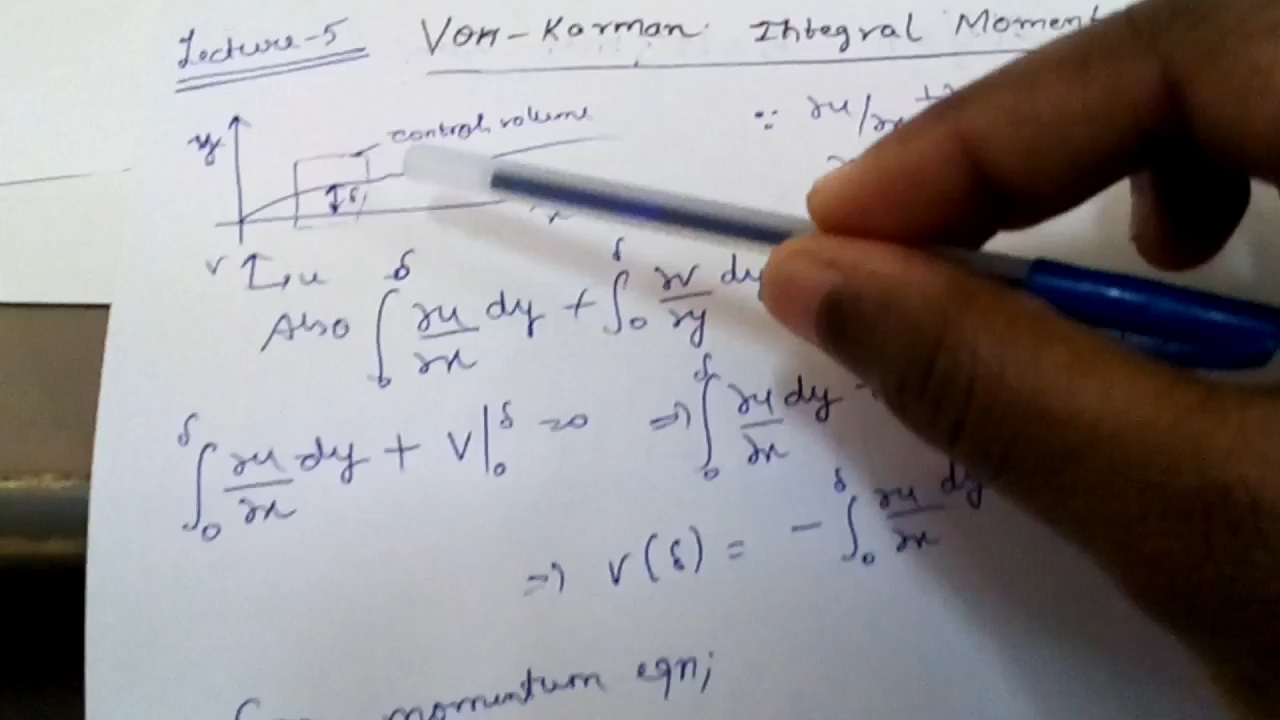 Lecture-5 Von-Karman Integral Moment
y control volume
∵ ∂u/∂x
δ
x
v u
Also ∫₀^δ ∂u/∂x dy + ∫₀^δ ∂v/∂y dy
∫₀^δ ∂u/∂x dy + V|₀^δ = 0 ⇒ ∫₀^δ ∂u/∂x dy
⇒ V(δ) = - ∫₀^δ ∂u/∂x dy
momentum eqn;